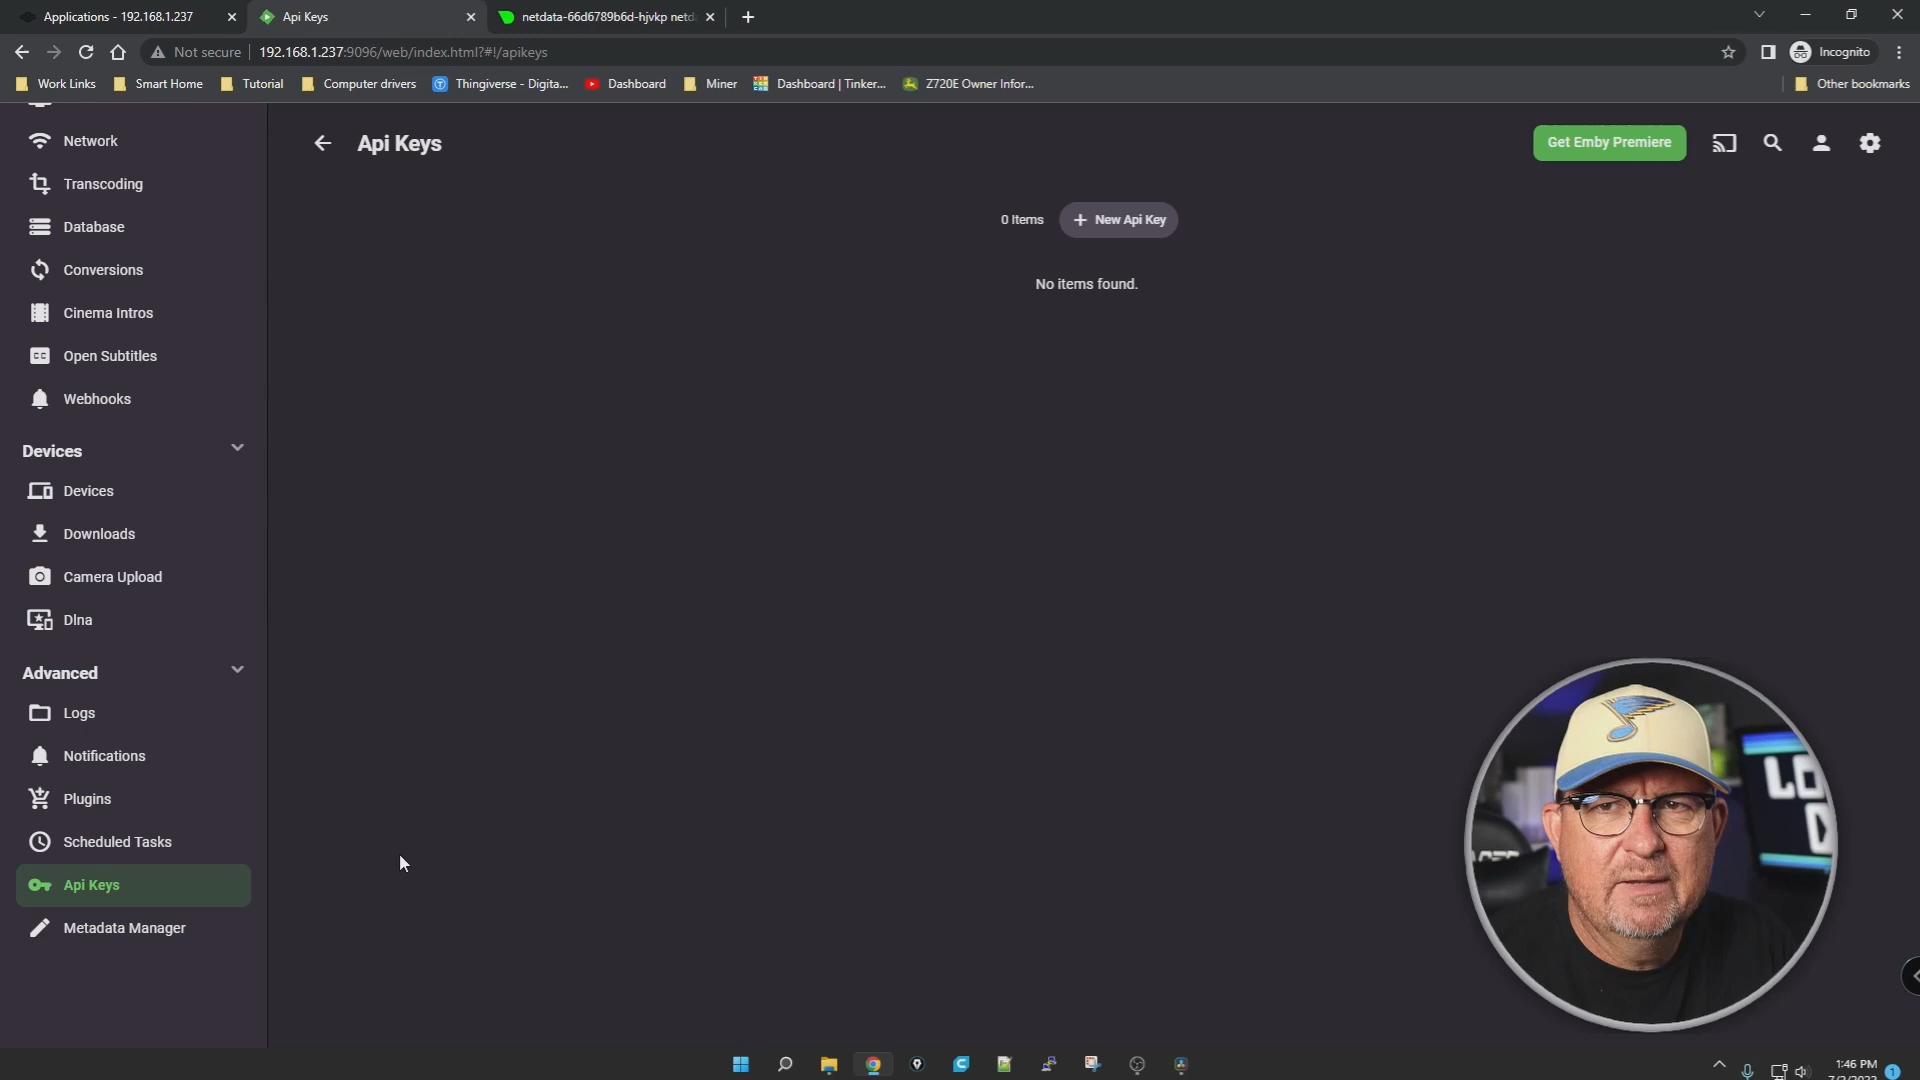 Applications - 192.168.1.237
Api Keys
netdata-66d6789b6d-hjvkp netda
Not secure
192.168.1.237:9096/web/index.html?#!/apikeys
Incognito
Work Links
Smart Home
Tutorial
Computer drivers
Thingiverse - Digita...
Dashboard
Miner
Dashboard | Tinker...
Z720E Owner Infor...
Other bookmarks
Network
Transcoding
Database
Conversions
Cinema Intros
Open Subtitles
Webhooks
Devices
Devices
Downloads
Camera Upload
Dlna
Advanced
Logs
Notifications
Plugins
Scheduled Tasks
Api Keys
Metadata Manager
Api Keys
Get Emby Premiere
0 Items
+ New Api Key
No items found.
1:46 PM
1